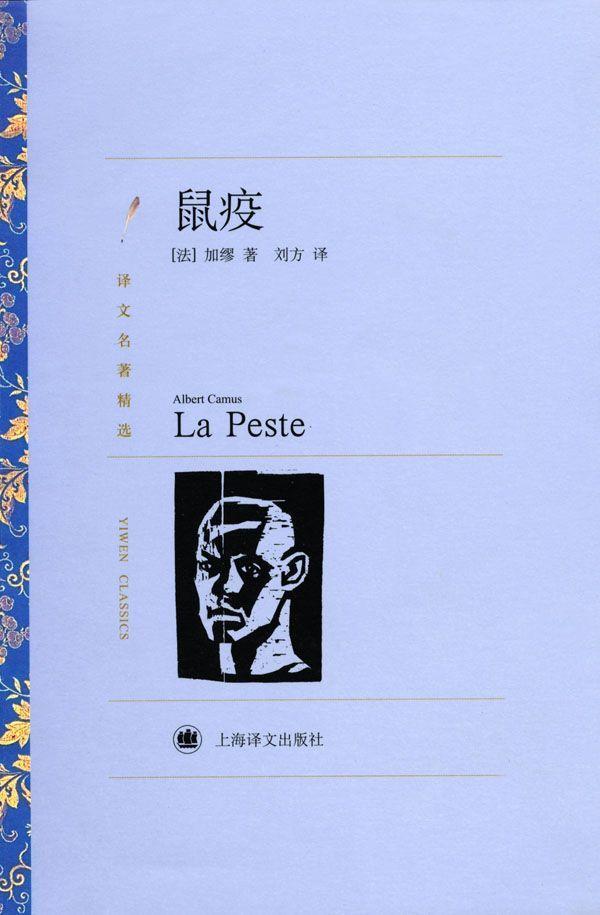 鼠疫
[法] 加缪 著 刘方 译
译文名著精选
Albert Camus
La Peste
YIWEN CLASSICS
上海译文出版社